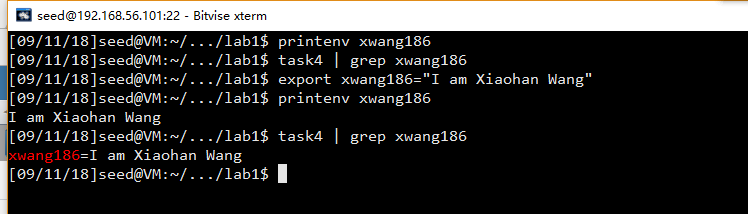 seed@192.168.56.101:22 - Bitvise xterm
[09/11/18]seed@VM:~/.../lab1$ printenv xwang186
[09/11/18]seed@VM:~/.../lab1$ task4 | grep xwang186
[09/11/18]seed@VM:~/.../lab1$ export xwang186="I am Xiaohan Wang"
[09/11/18]seed@VM:~/.../lab1$ printenv xwang186
I am Xiaohan Wang
[09/11/18]seed@VM:~/.../lab1$ task4 | grep xwang186
xwang186=I am Xiaohan Wang
[09/11/18]seed@VM:~/.../lab1$